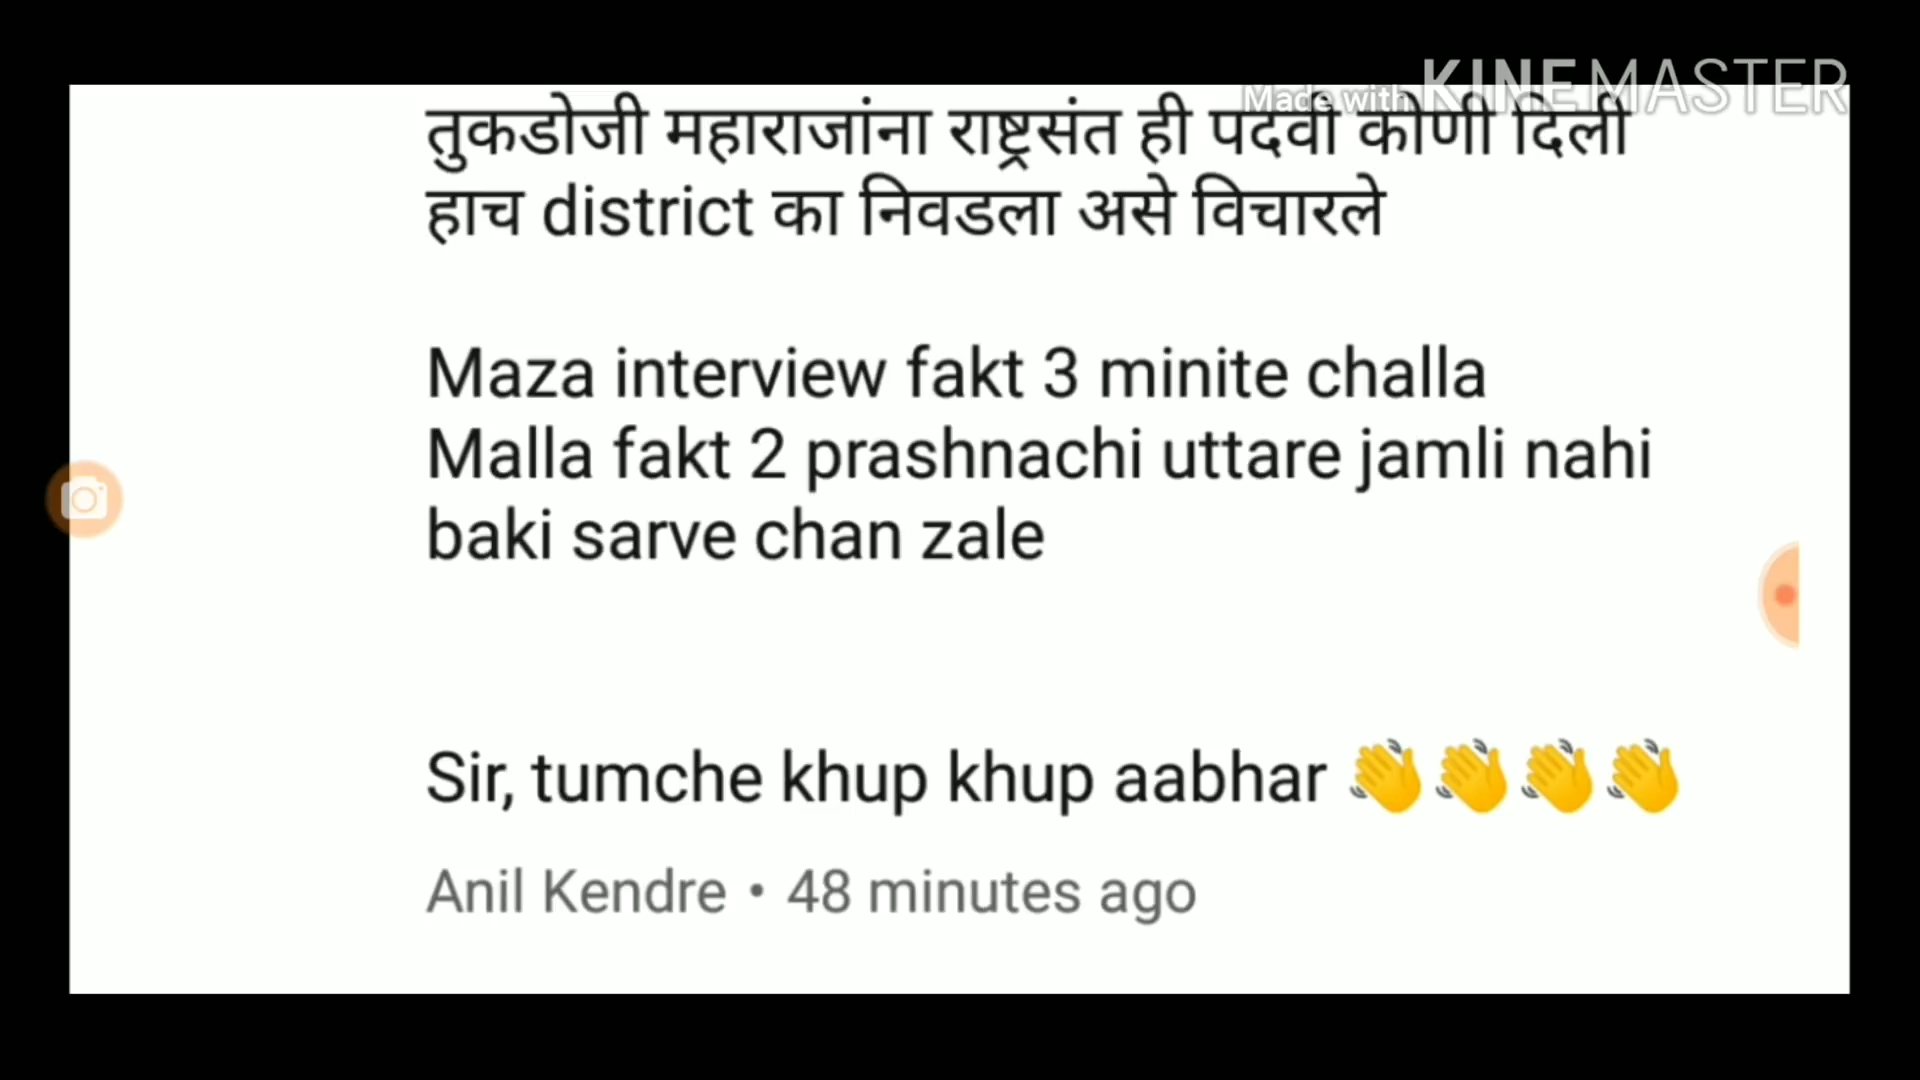 Made with KINEMASTER
तुकडोजी महाराजांना राष्ट्रसंत ही पदवी कोणी दिली
हाच district का निवडला असे विचारले
Maza interview fakt 3 minite challa
Malla fakt 2 prashnachi uttare jamli nahi
baki sarve chan zale
Sir, tumche khup khup aabhar 👋👋👋👋
Anil Kendre • 48 minutes ago